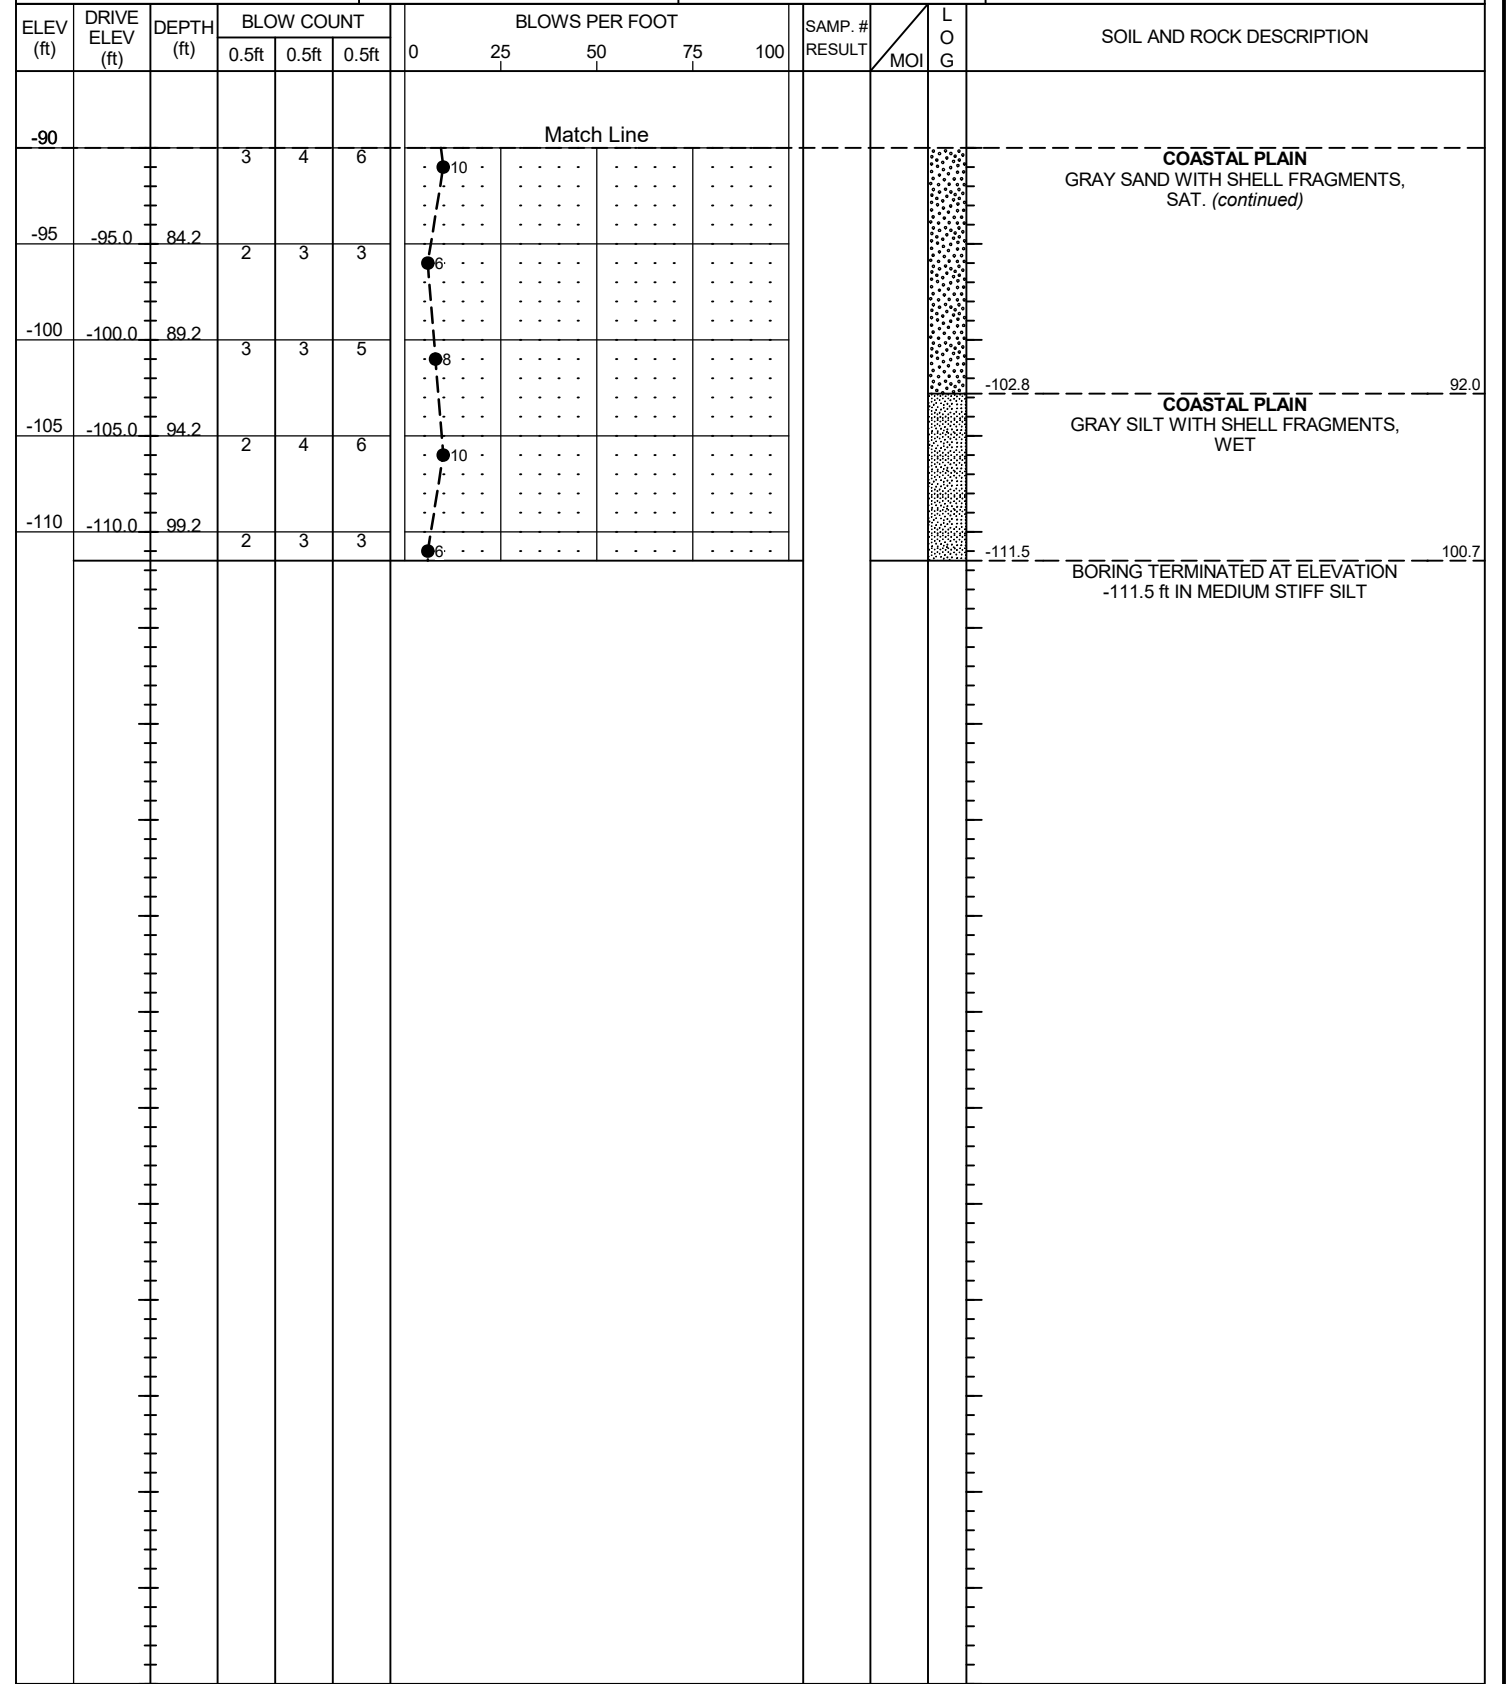 ELEV (ft) DRIVE ELEV (ft) DEPTH (ft) BLOW COUNT BLOWS PER FOOT SAMP. # RESULT MOI LOG SOIL AND ROCK DESCRIPTION
0.5ft 0.5ft 0.5ft 0 25 50 75 100
-90 Match Line
3 4 6 10 COASTAL PLAIN
GRAY SAND WITH SHELL FRAGMENTS,
SAT. (continued)
-95 -95.0 84.2
2 3 3 6
-100 -100.0 89.2
3 3 5 8
-102.8 92.0
COASTAL PLAIN
-105 -105.0 94.2 GRAY SILT WITH SHELL FRAGMENTS,
2 4 6 10 WET
-110 -110.0 99.2
2 3 3 6
-111.5 100.7
BORING TERMINATED AT ELEVATION
-111.5 ft IN MEDIUM STIFF SILT